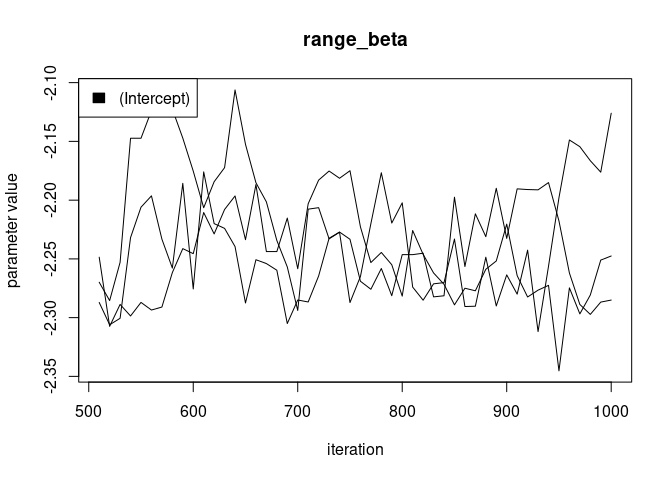 range_beta
(Intercept)
parameter value
-2.10
-2.15
-2.20
-2.25
-2.30
-2.35
500 600 700 800 900 1000
iteration